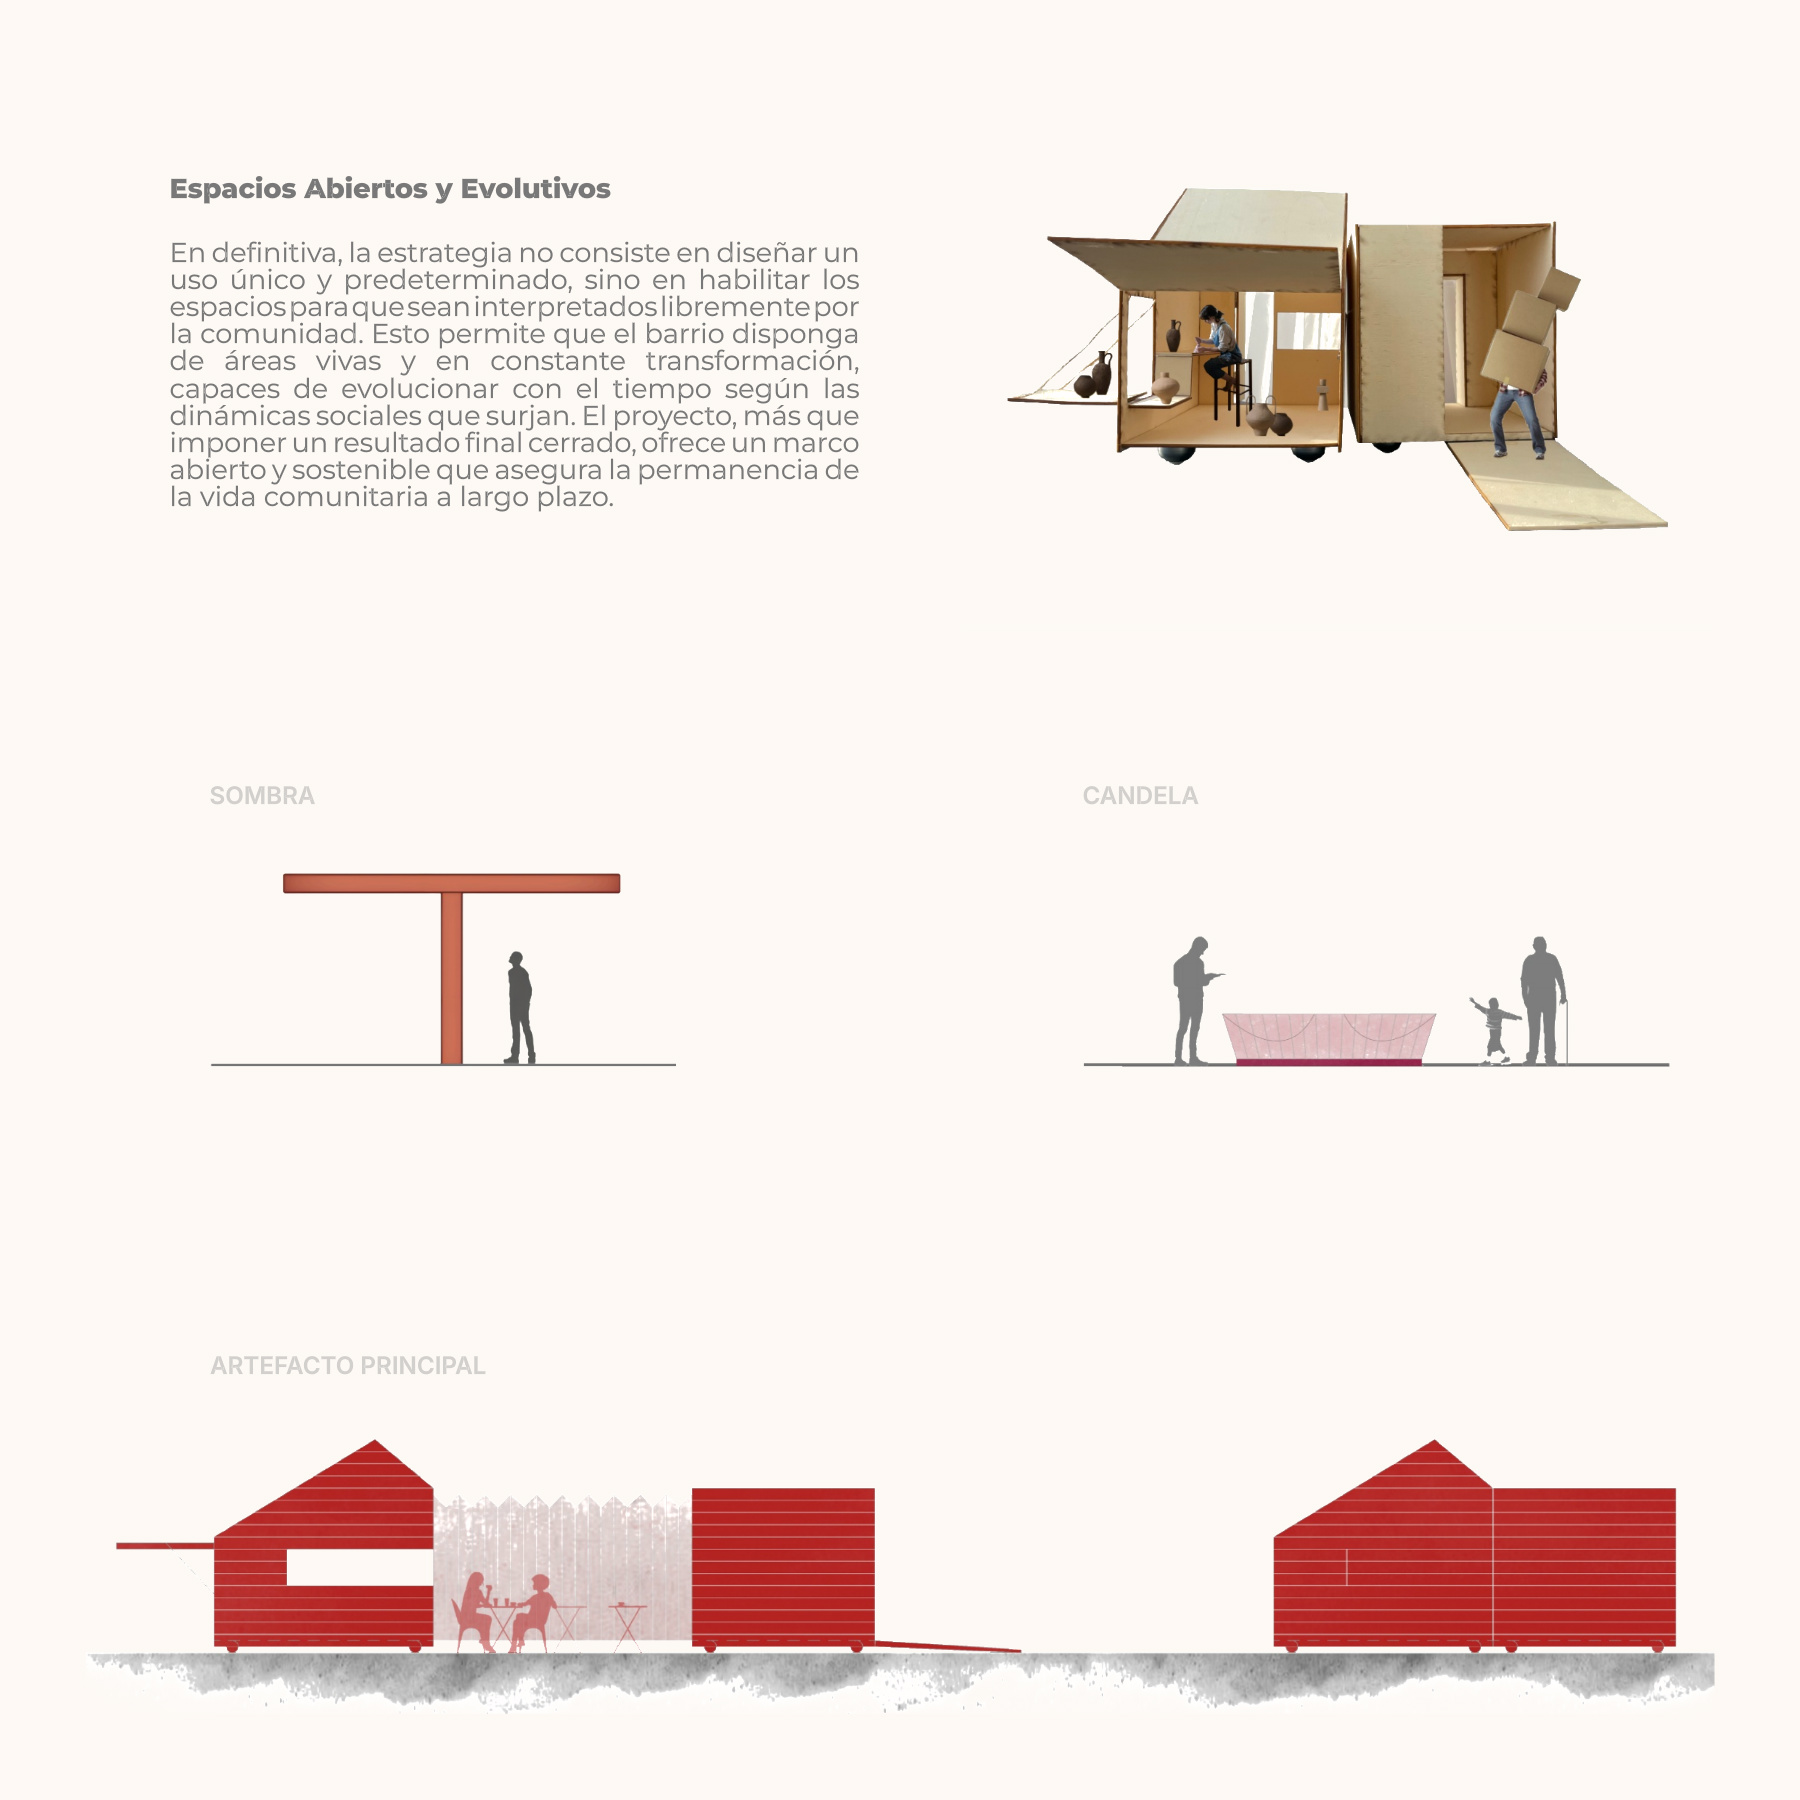 Espacios Abiertos y Evolutivos
En definitiva, la estrategia no consiste en diseñar un
uso único y predeterminado, sino en habilitar los
espacios para que sean interpretados libremente por
la comunidad. Esto permite que el barrio disponga
de áreas vivas y en constante transformación,
capaces de evolucionar con el tiempo según las
dinámicas sociales que surjan. El proyecto, más que
imponer un resultado final cerrado, ofrece un marco
abierto y sostenible que asegura la permanencia de
la vida comunitaria a largo plazo.
SOMBRA
CANDELA
ARTEFACTO PRINCIPAL